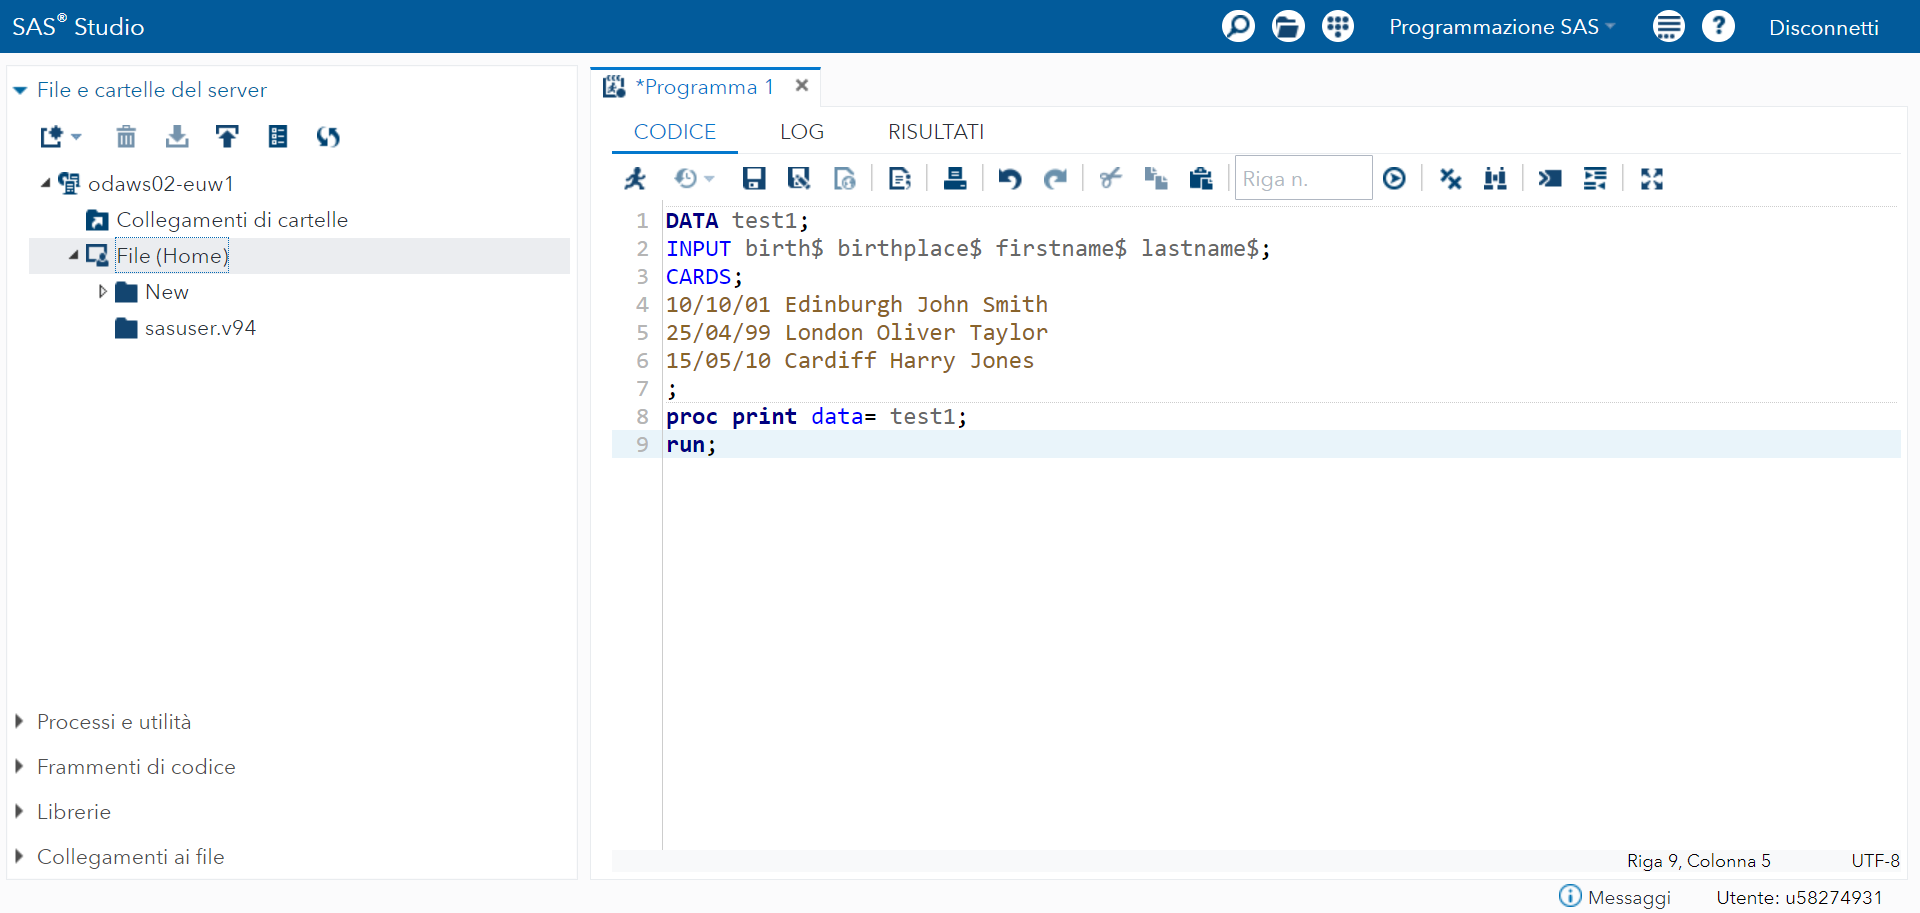 SAS® Studio
Programmazione SAS
Disconnetti
File e cartelle del server
odaws02-euw1
Collegamenti di cartelle
File (Home)
New
sasuser.v94
Processi e utilità
Frammenti di codice
Librerie
Collegamenti ai file
*Programma 1
CODICE LOG RISULTATI
Riga n.
1 DATA test1;
2 INPUT birth$ birthplace$ firstname$ lastname$;
3 CARDS;
4 10/10/01 Edinburgh John Smith
5 25/04/99 London Oliver Taylor
6 15/05/10 Cardiff Harry Jones
7 ;
8 proc print data= test1;
9 run;
Riga 9, Colonna 5
UTF-8
Messaggi
Utente: u58274931